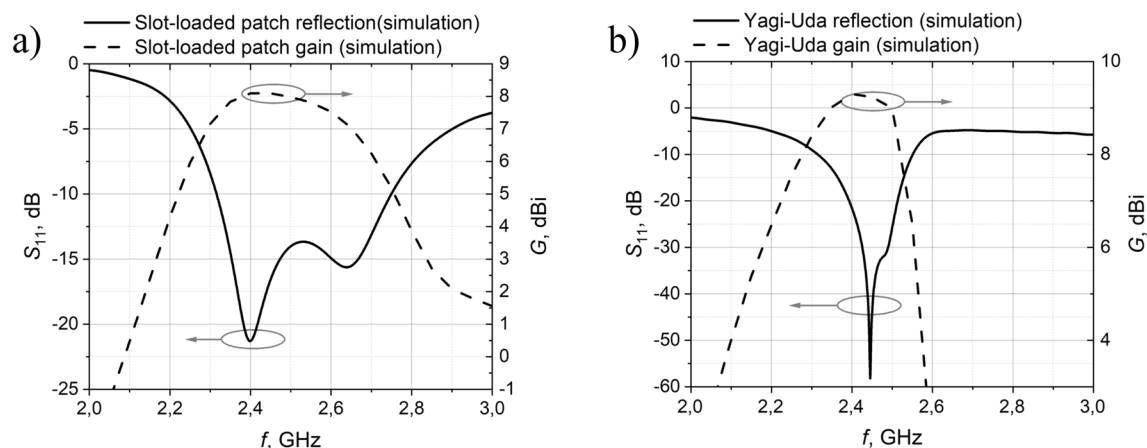 a)
Slot-loaded patch reflection(simulation)
Slot-loaded patch gain (simulation)
0
-5
-10
-15
-20
-25
S11, dB
9
8
7
6
5
4
3
2
1
0
-1
G, dBi
2,0 2,2 2,4 2,6 2,8 3,0
f, GHz
b)
Yagi-Uda reflection (simulation)
Yagi-Uda gain (simulation)
10
0
-10
-20
-30
-40
-50
-60
S11, dB
10
8
6
4
G, dBi
2,0 2,2 2,4 2,6 2,8 3,0
f, GHz